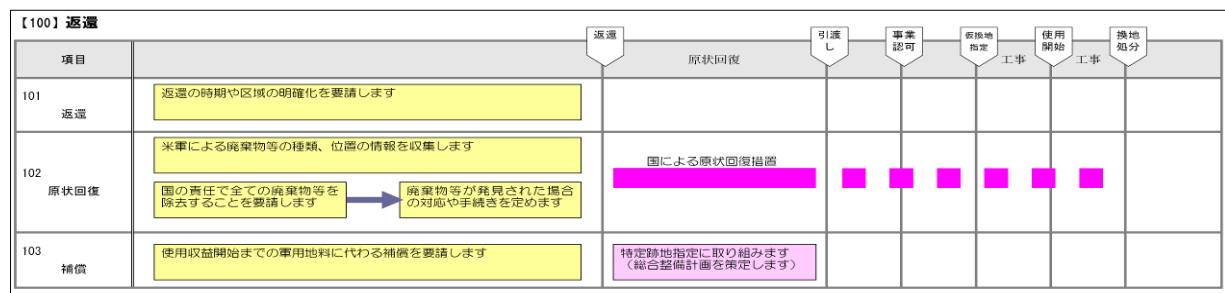 【100】返還
項目
返還
原状回復
引渡
し
事業
認可
仮換地
指定
工事
使用
開始
工事
換地
処分
101
返還
返還の時期や区域の明確化を要請します
102
原状回復
米軍による廃棄物等の種類、位置の情報を収集します
国の責任で全ての廃棄物等を
除去することを要請します
廃棄物等が発見された場合
の対応や手続きを定めます
国による原状回復措置
103
補償
使用収益開始までの軍用地料に代わる補償を要請します
特定跡地指定に取り組みます
（総合整備計画を策定します）